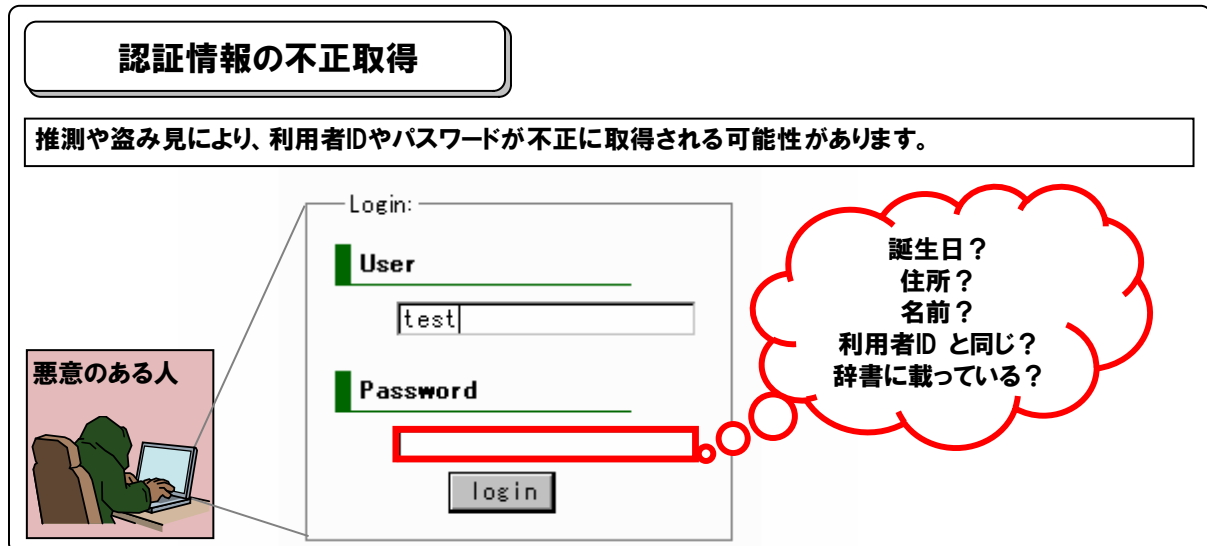 認証情報の不正取得
推測や盗み見により、利用者IDやパスワードが不正に取得される可能性があります。
Login:
User
test
Password
login
悪意のある人
誕生日？
住所？
名前？
利用者ID と同じ？
辞書に載っている？